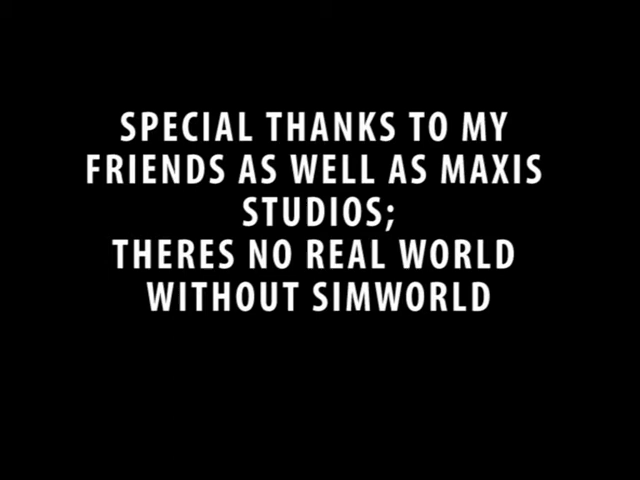 SPECIAL THANKS TO MY
FRIENDS AS WELL AS MAXIS
STUDIOS;
THERES NO REAL WORLD
WITHOUT SIMWORLD